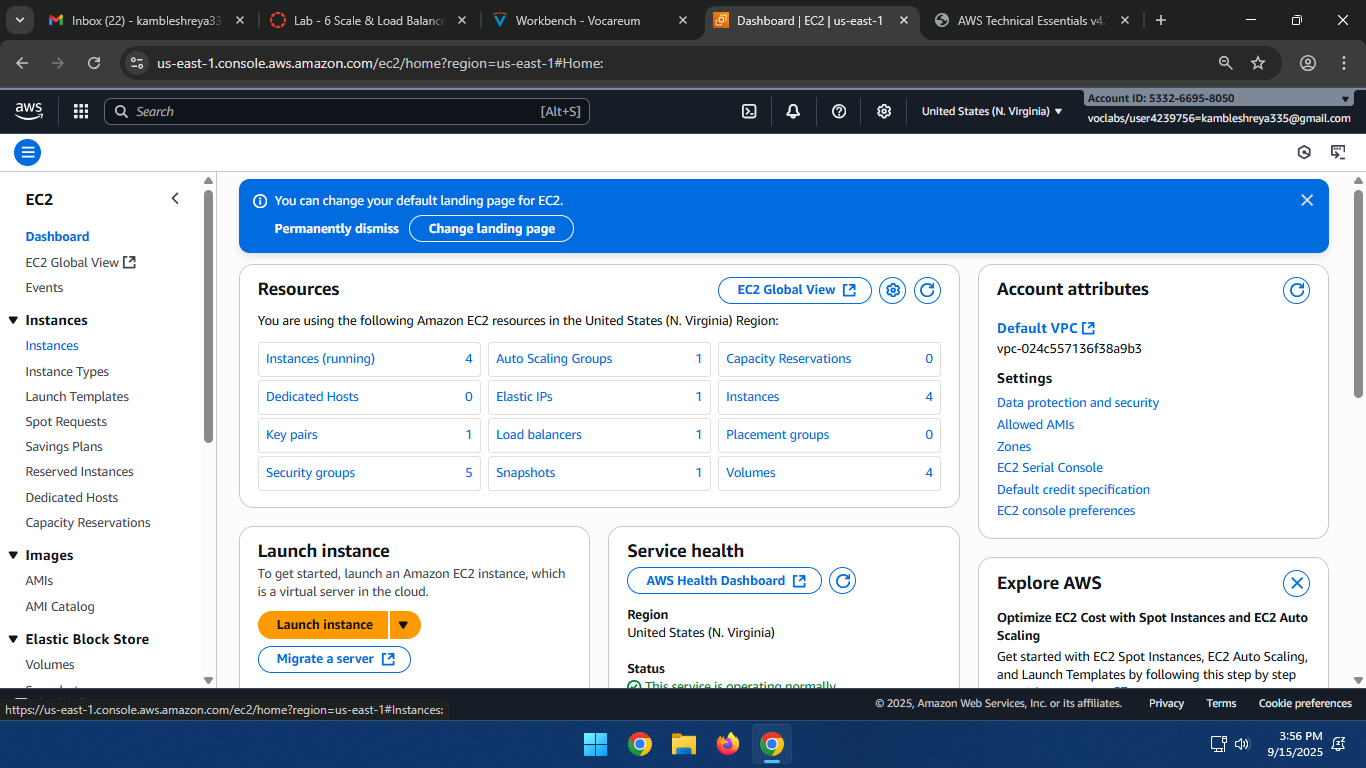 Inbox (22) - kambleshreya33
Lab - 6 Scale & Load Balance
Workbench - Vocareum
Dashboard | EC2 | us-east-1
AWS Technical Essentials v4.
us-east-1.console.aws.amazon.com/ec2/home?region=us-east-1#Home:
aws
Search
[Alt+S]
United States (N. Virginia)
Account ID: 5332-6695-8050
voclabs/user4239756=kambleshreya335@gmail.com
EC2
Dashboard
EC2 Global View
Events
Instances
Instances
Instance Types
Launch Templates
Spot Requests
Savings Plans
Reserved Instances
Dedicated Hosts
Capacity Reservations
Images
AMIs
AMI Catalog
Elastic Block Store
Volumes
You can change your default landing page for EC2.
Permanently dismiss
Change landing page
Resources
EC2 Global View
You are using the following Amazon EC2 resources in the United States (N. Virginia) Region:
Instances (running) 4
Auto Scaling Groups 1
Capacity Reservations 0
Dedicated Hosts 0
Elastic IPs 1
Instances 4
Key pairs 1
Load balancers 1
Placement groups 0
Security groups 5
Snapshots 1
Volumes 4
Launch instance
To get started, launch an Amazon EC2 instance, which
is a virtual server in the cloud.
Launch instance
Migrate a server
Service health
AWS Health Dashboard
Region
United States (N. Virginia)
Status
This service is operating normally
Account attributes
Default VPC
vpc-024c557136f38a9b3
Settings
Data protection and security
Allowed AMIs
Zones
EC2 Serial Console
Default credit specification
EC2 console preferences
Explore AWS
Optimize EC2 Cost with Spot Instances and EC2 Auto
Scaling
Get started with EC2 Spot Instances, EC2 Auto Scaling,
and Launch Templates by following this step by step
https://us-east-1.console.aws.amazon.com/ec2/home?region=us-east-1#Instances:
© 2025, Amazon Web Services, Inc. or its affiliates.
Privacy
Terms
Cookie preferences
3:56 PM
9/15/2025